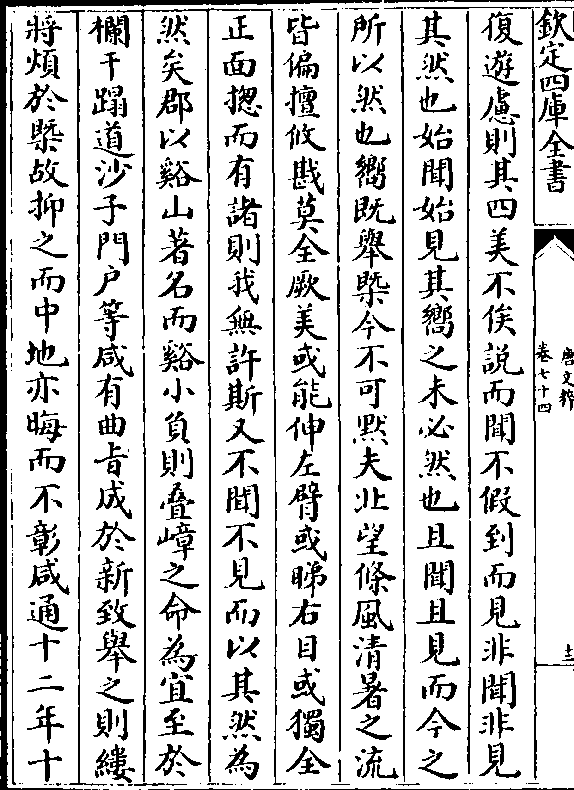 欽定四庫全書
唐文粹
卷七十四
十二
復遊慮則其四美不俟說而聞不假到而見非聞非見
其然也始聞始見其嚮之未必然也且聞且見而今之
所以然也嚮既舉槩今不可黙夫北望條風清暑之流
皆偏擅攸戡莫全厥美或能伸左臂或睇右目或獨全
正面揔而有諸則我無許斯又不聞不見而以其然為
然矣郡以谿山著名而谿小負則疊嶂之命為宜至於
欄干蹋道沙子門户等咸有曲㫖成於新致舉之則縷
將煩於槩故抑之而中地亦晦而不彰咸通十二年十